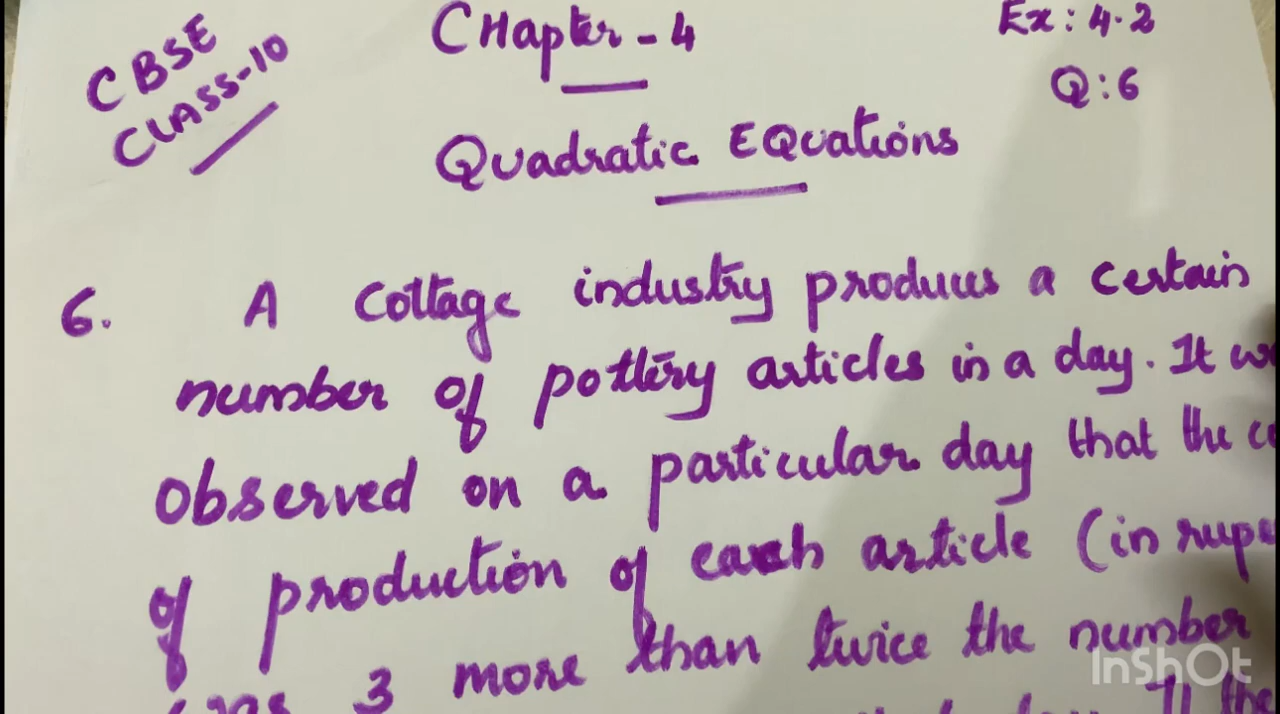 CBSE
CLASS-10
CHapter-4
Ex: 4.2
Q:6
Quadratic EQuations
6. A Cottage industry produces a certain
number of pottery articles in a day. It
observed on a particular day that the
of production of each article (in
was 3 more than twice the number
InShOt